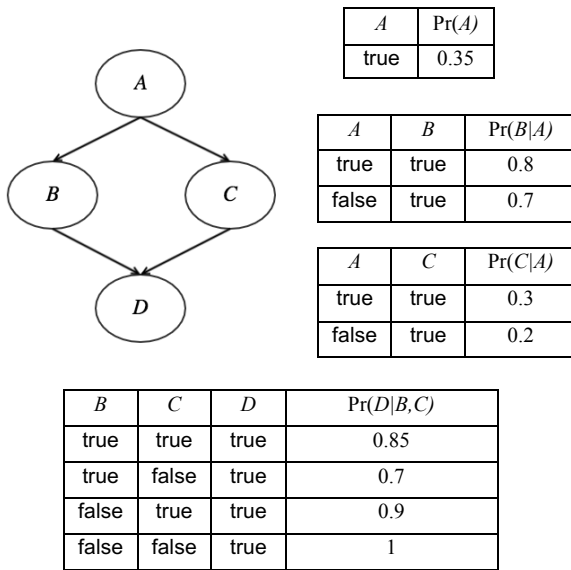 A Pr(A)
true 0.35
A
B C
D
A B Pr(B|A)
true true 0.8
false true 0.7
A C Pr(C|A)
true true 0.3
false true 0.2
B C D Pr(D|B,C)
true true true 0.85
true false true 0.7
false true true 0.9
false false true 1